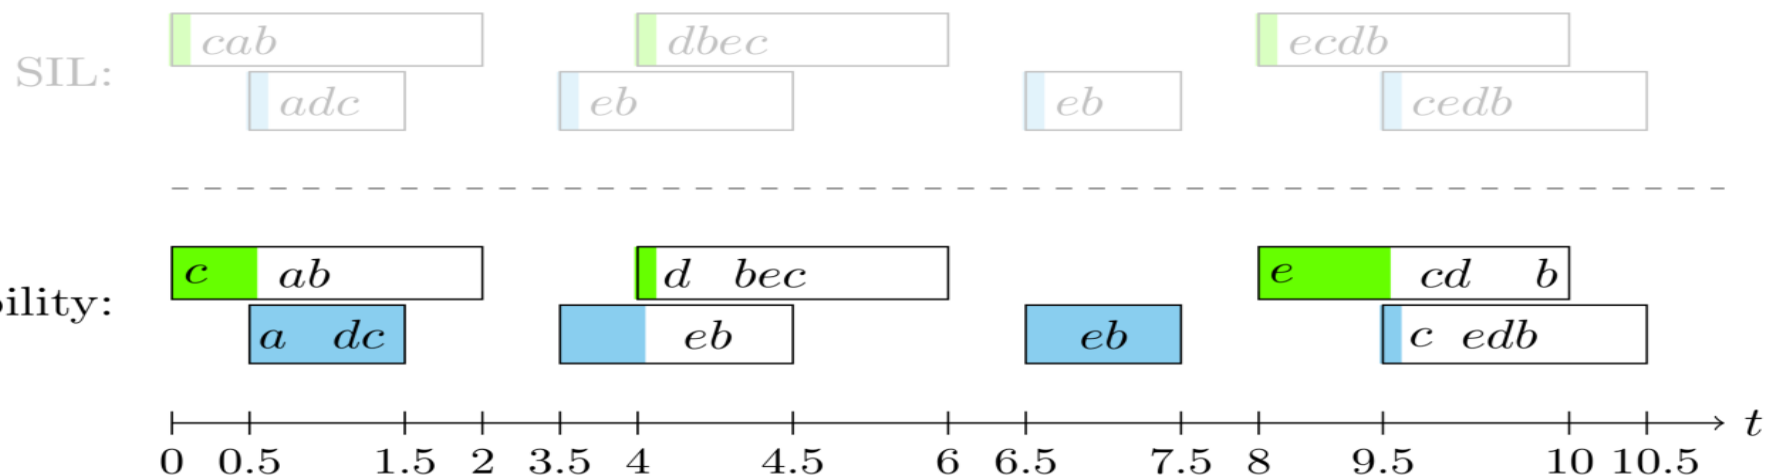 cab dbec ecdb
SIL:
adc eb eb cedb
c ab d bec e cd b
bility:
a dc eb eb c edb
t
0 0.5 1.5 2 3.5 4 4.5 6 6.5 7.5 8 9.5 10 10.5